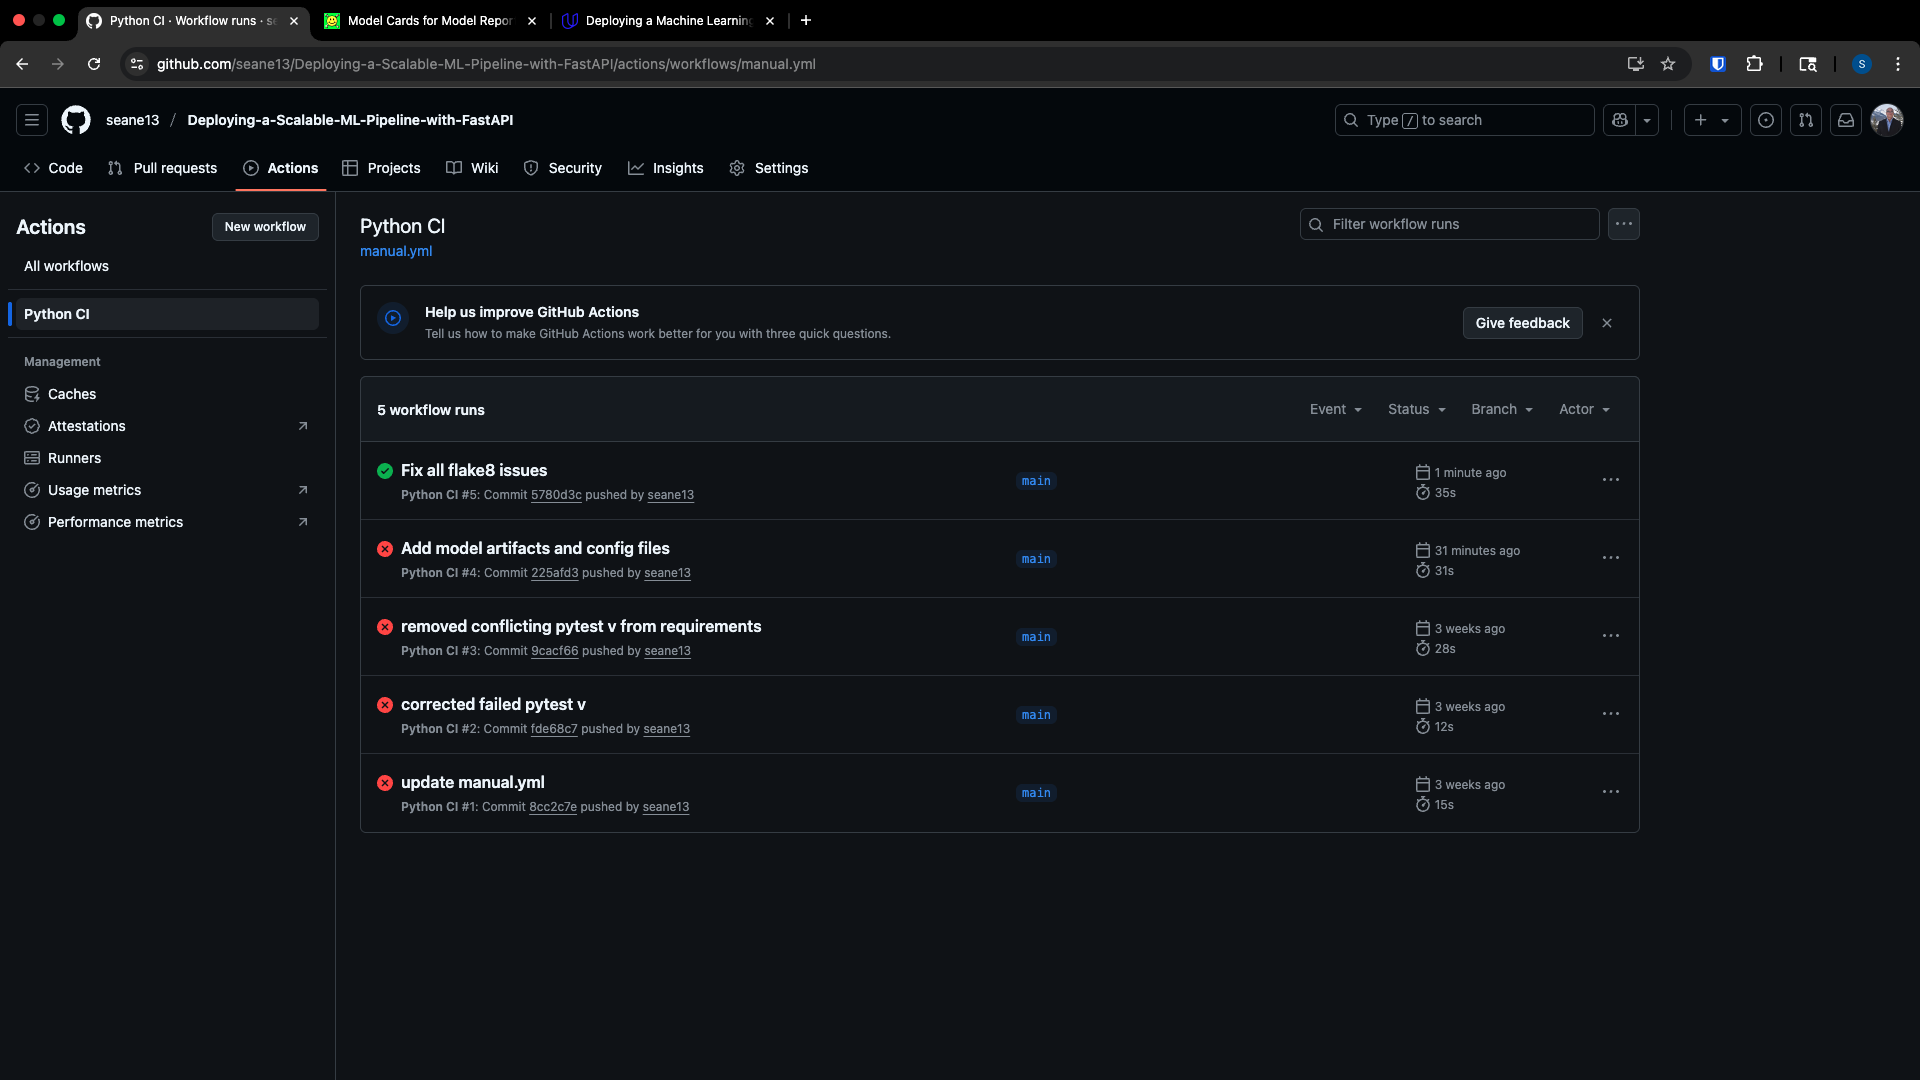 Python CI · Workflow runs · se
Model Cards for Model Repor
Deploying a Machine Learning
github.com/seane13/Deploying-a-Scalable-ML-Pipeline-with-FastAPI/actions/workflows/manual.yml
S
seane13 / Deploying-a-Scalable-ML-Pipeline-with-FastAPI
Type / to search
Code
Pull requests
Actions
Projects
Wiki
Security
Insights
Settings
Actions
New workflow
All workflows
Python CI
Management
Caches
Attestations
Runners
Usage metrics
Performance metrics
Python CI
manual.yml
Filter workflow runs
Help us improve GitHub Actions
Tell us how to make GitHub Actions work better for you with three quick questions.
Give feedback
5 workflow runs
Event
Status
Branch
Actor
Fix all flake8 issues
Python CI #5: Commit 5780d3c pushed by seane13
main
1 minute ago
35s
Add model artifacts and config files
Python CI #4: Commit 225afd3 pushed by seane13
main
31 minutes ago
31s
removed conflicting pytest v from requirements
Python CI #3: Commit 9cacf66 pushed by seane13
main
3 weeks ago
28s
corrected failed pytest v
Python CI #2: Commit fde68c7 pushed by seane13
main
3 weeks ago
12s
update manual.yml
Python CI #1: Commit 8cc2c7e pushed by seane13
main
3 weeks ago
15s